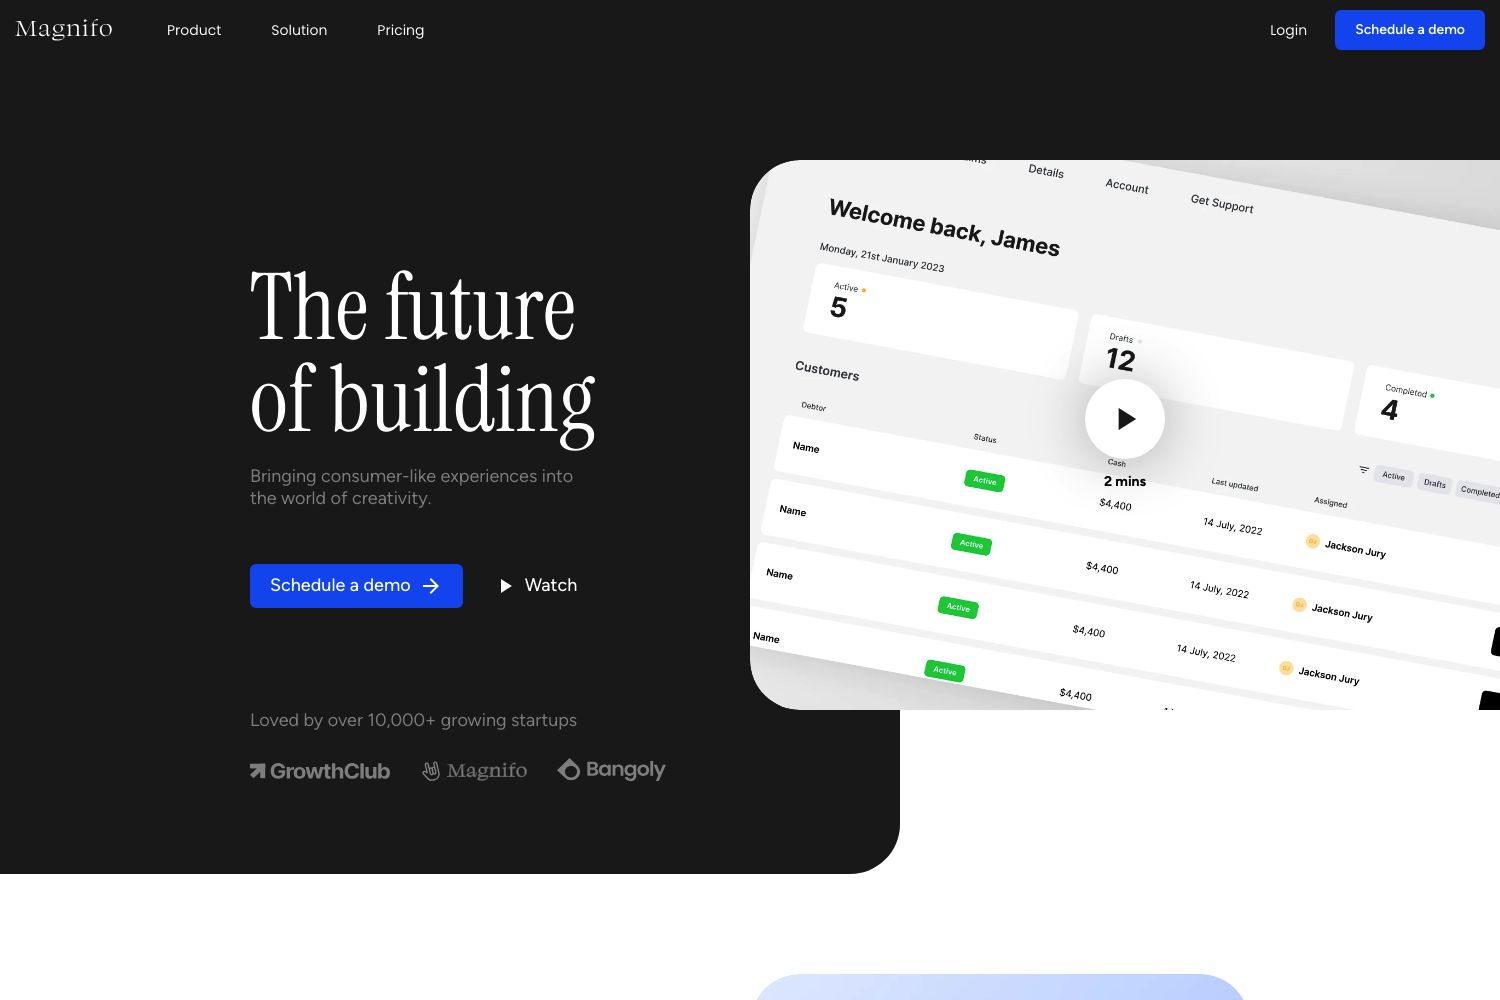 Magnifo
Product
Solution
Pricing
Login
Schedule a demo
The future
of building
Bringing consumer-like experiences into
the world of creativity.
Schedule a demo
Watch
Loved by over 10,000+ growing startups
GrowthClub
Magnifo
Bangoly
Details
Account
Get Support
Welcome back, James
Monday, 21st January 2023
Active
5
Drafts
12
Completed
4
Customers
Active
Drafts
Completed
Debtor
Status
Cash
Last updated
Assigned
2 mins
Name
Active
$4,400
14 July, 2022
Jackson Jury
Name
Active
$4,400
14 July, 2022
Jackson Jury
Name
Active
$4,400
14 July, 2022
Jackson Jury
Name
Active
$4,400